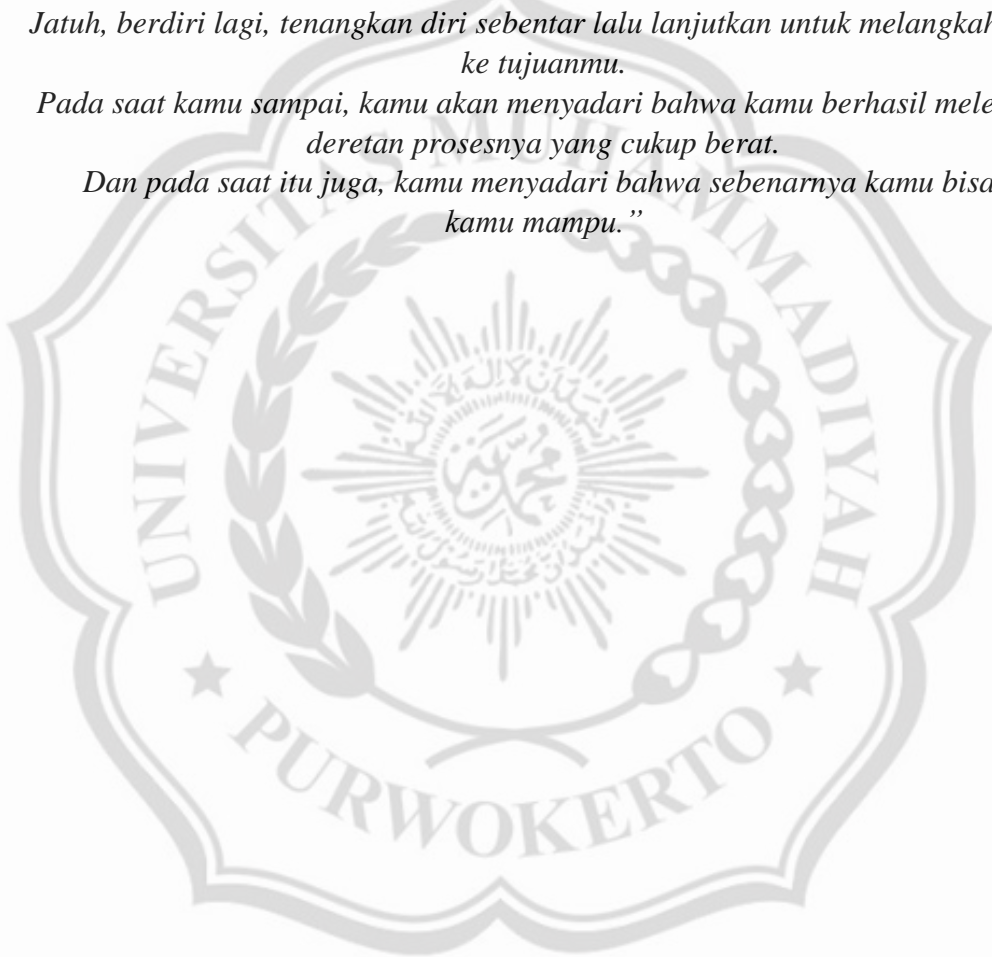 Jatuh, berdiri lagi, tenangkan diri sebentar lalu lanjutkan untuk melangkah
ke tujuanmu.
Pada saat kamu sampai, kamu akan menyadari bahwa kamu berhasil mele
deretan prosesnya yang cukup berat.
Dan pada saat itu juga, kamu menyadari bahwa sebenarnya kamu bisa
kamu mampu.”
UNIVERSITAS MUHAMMADIYAH
PURWOKERTO